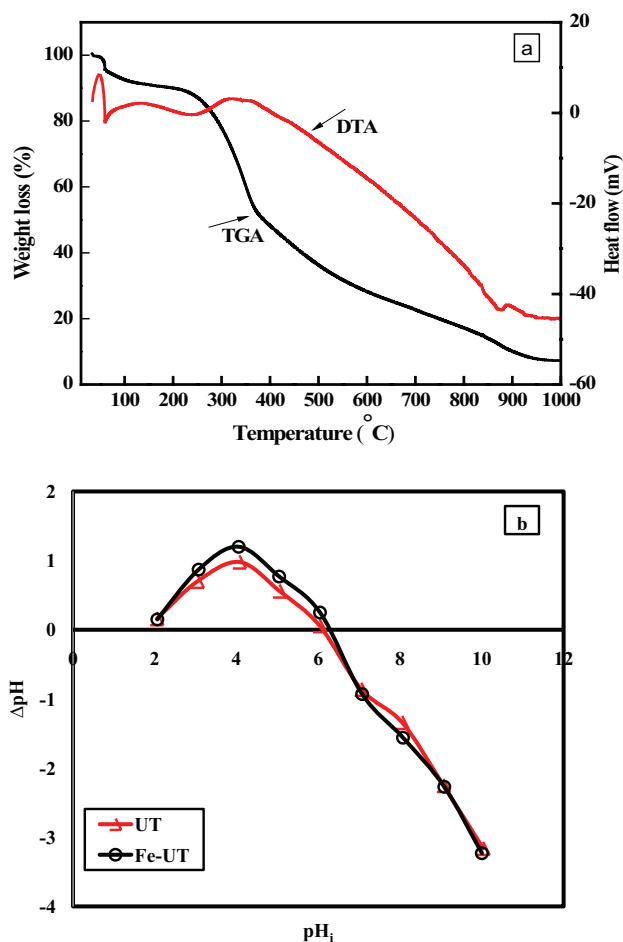 a
100
80
60
40
20
0
Weight loss (%)
20
0
-20
-40
-60
Heat flow (mV)
DTA
TGA
100 200 300 400 500 600 700 800 900 1000
Temperature (°C)
b
2
1
0
-1
-2
-3
-4
ΔpH
0 2 4 6 8 10 12
UT
Fe-UT
pHi